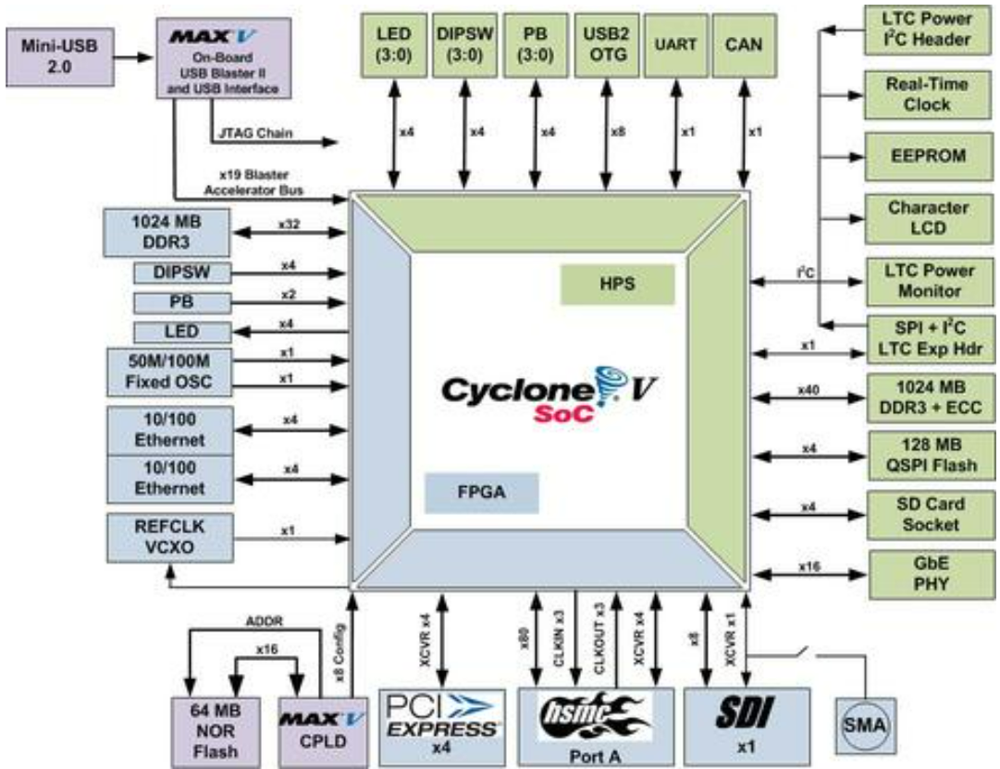 Mini-USB
2.0
MAX V
On-Board
USB Blaster II
and USB Interface
LED
(3:0)
DIPSW
(3:0)
PB
(3:0)
USB2
OTG
UART
CAN
LTC Power
I²C Header
Real-Time
Clock
EEPROM
Character
LCD
LTC Power
Monitor
SPI + I²C
LTC Exp Hdr
1024 MB
DDR3 + ECC
128 MB
QSPI Flash
SD Card
Socket
GbE
PHY
x4
x4
x4
x8
x1
x1
JTAG Chain
x19 Blaster
Accelerator Bus
I²C
x1
x40
x4
x4
x16
1024 MB
DDR3
x32
DIPSW
x4
PB
x2
LED
x4
50M/100M
Fixed OSC
x1
x1
10/100
Ethernet
x4
10/100
Ethernet
x4
REFCLK
VCXO
x1
HPS
Cyclone V
SoC
FPGA
ADDR
x16
x8 Config
XCVR x4
x80
CLKIN x3
CLKOUT x3
XCVR x4
x8
XCVR x1
64 MB
NOR
Flash
MAX V
CPLD
PCI
EXPRESS®
x4
hsmc
Port A
SDI
x1
SMA